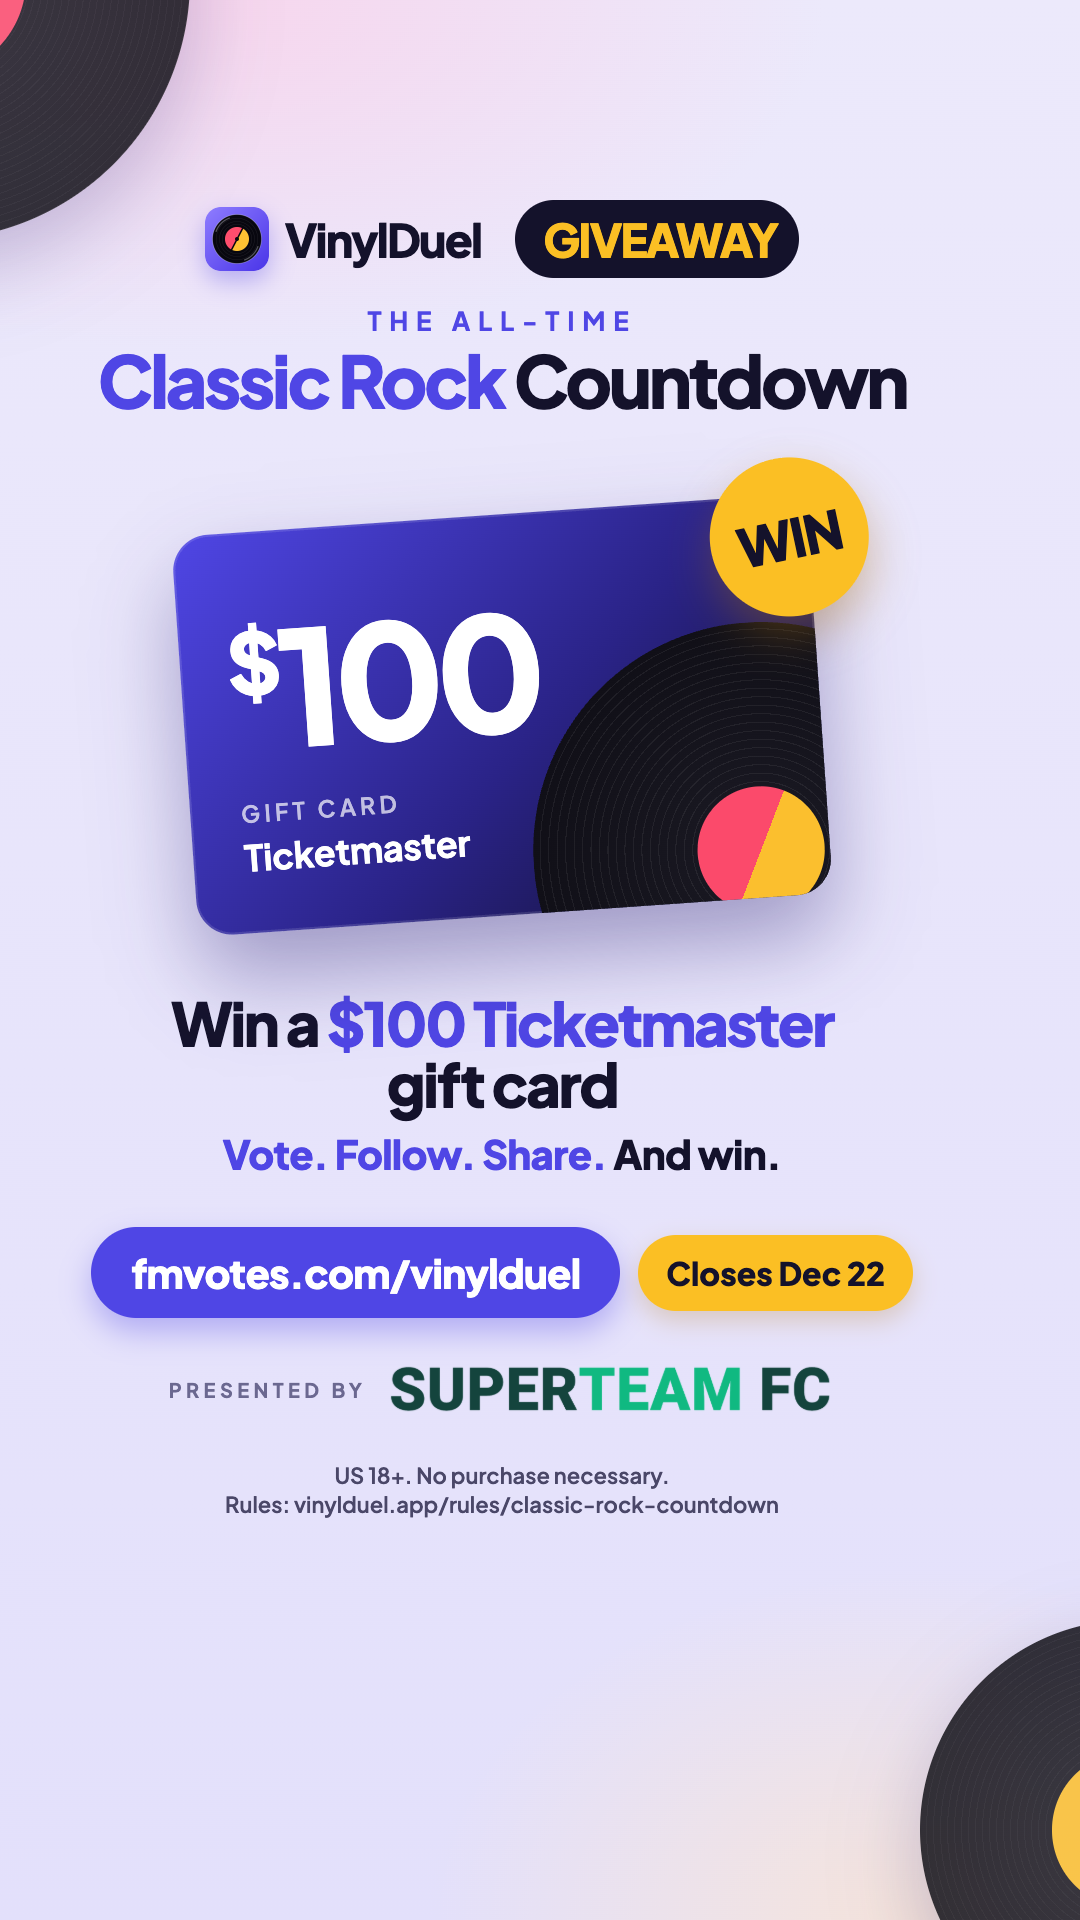 VinylDuel GIVEAWAY
THE ALL-TIME
Classic Rock Countdown
WIN
$100
GIFT CARD
Ticketmaster
Win a $100 Ticketmaster
gift card
Vote. Follow. Share. And win.
fmvotes.com/vinylduel Closes Dec 22
PRESENTED BY SUPERTEAM FC
US 18+. No purchase necessary.
Rules: vinylduel.app/rules/classic-rock-countdown